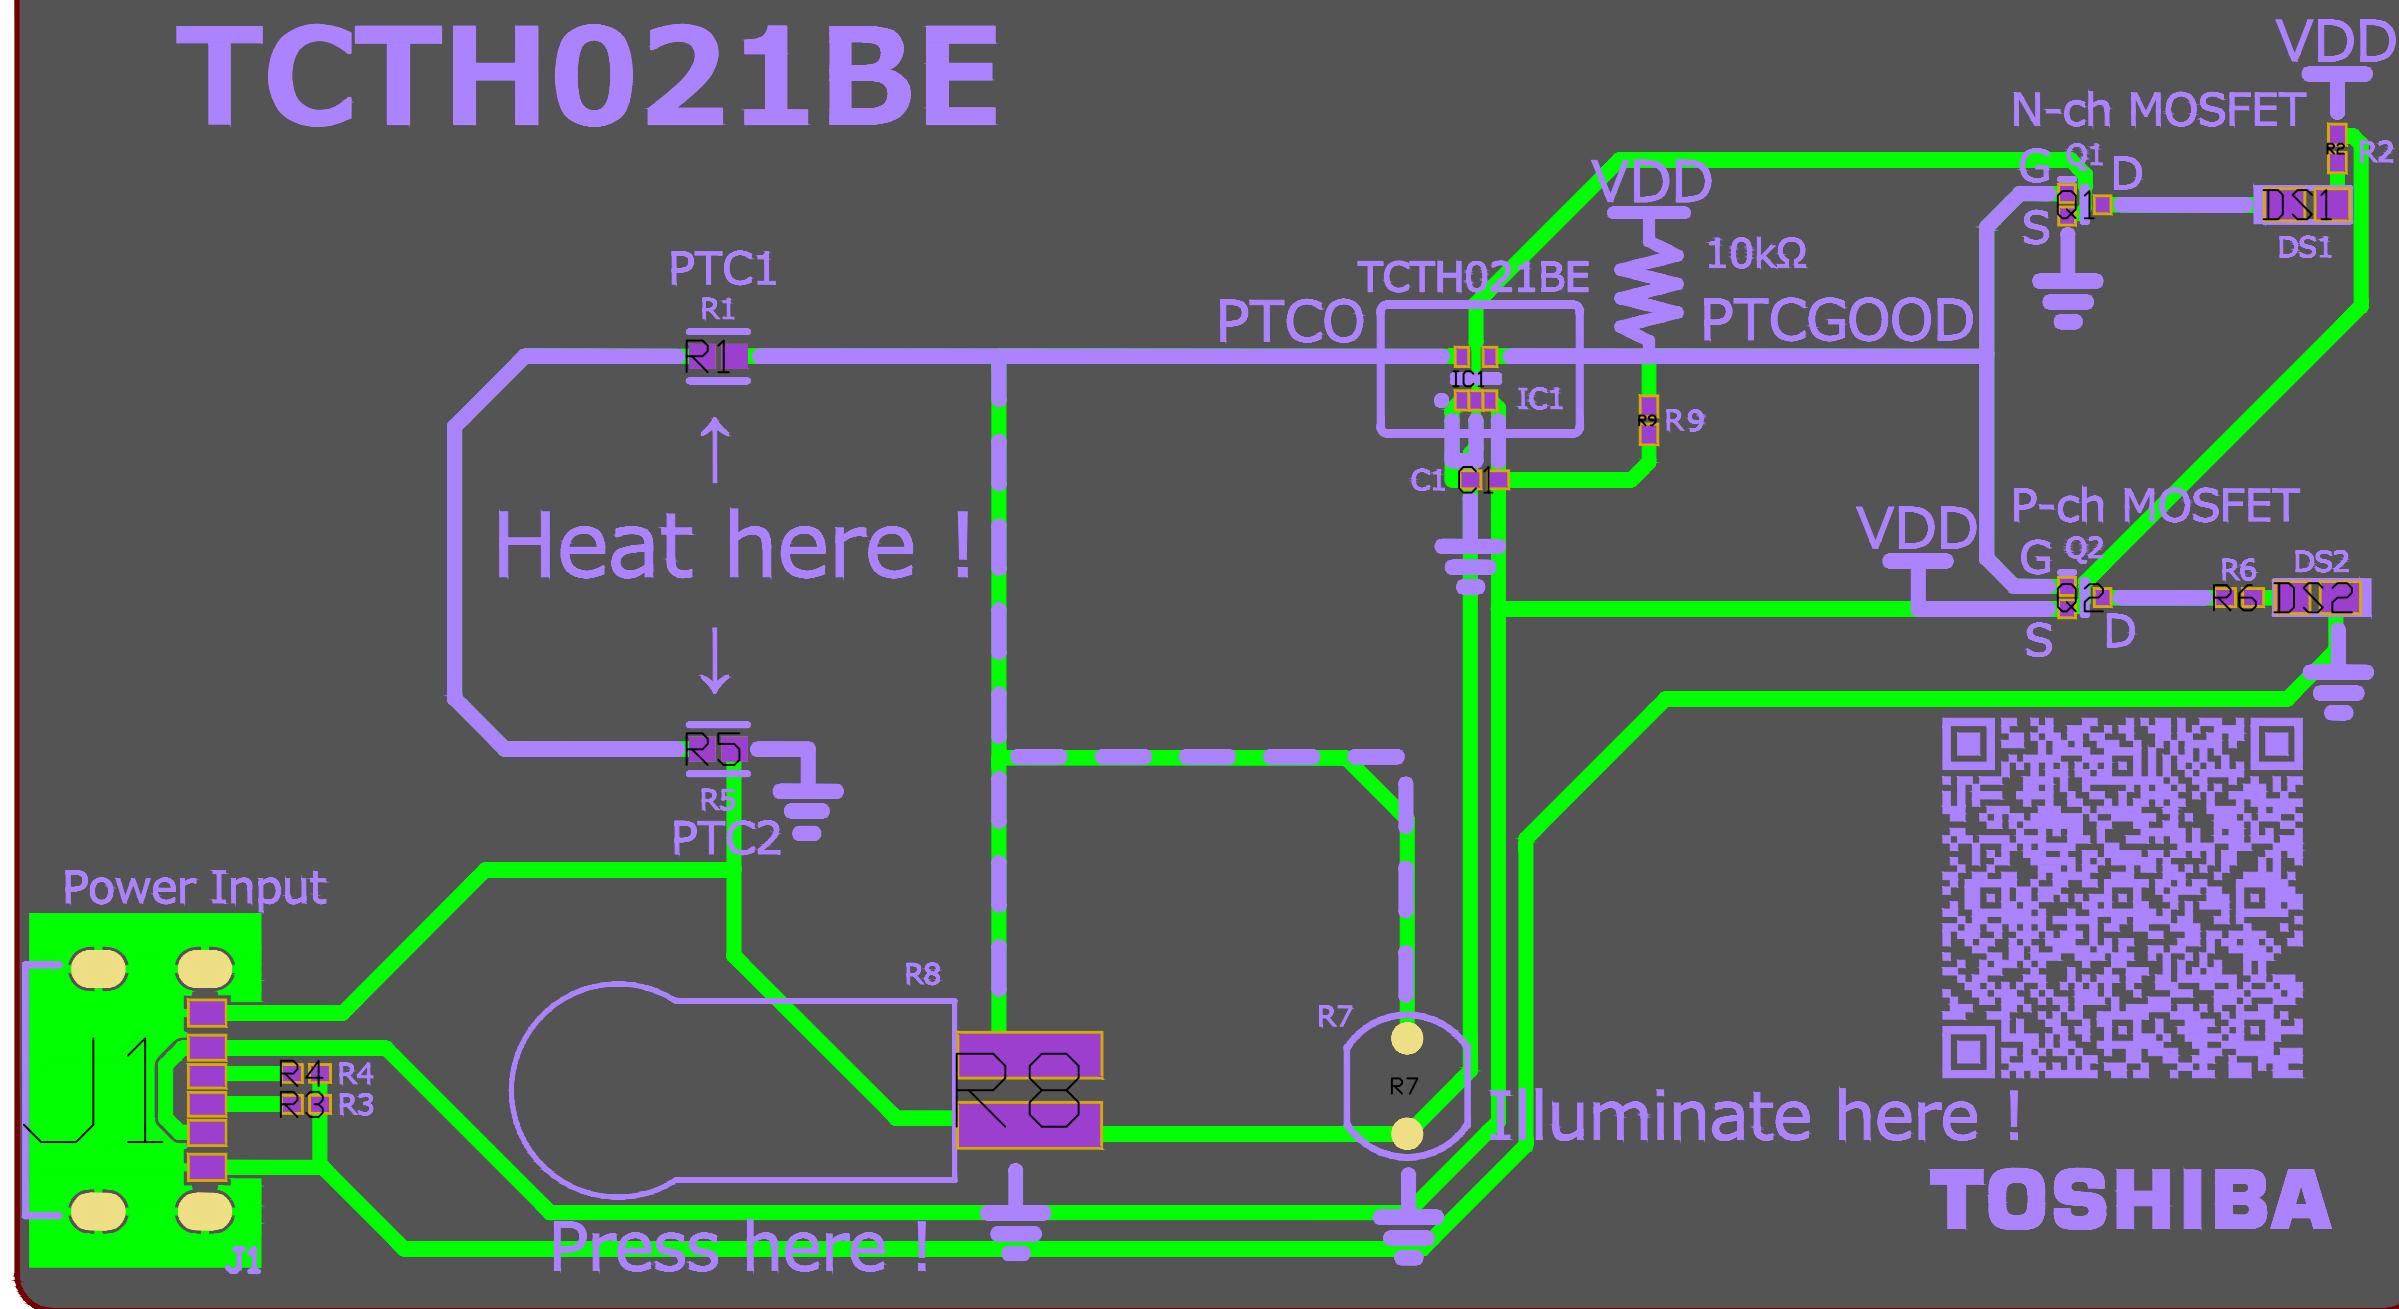 TCTH021BE
VDD
N-ch MOSFET
R2
R2
G
Q1
D
VDD
Q1
DS1
S
DS1
10kΩ
PTC1
TCTH021BE
R1
PTCO
PTCGOOD
R1
IC1
IC1
R9
R9
C1
C1
P-ch MOSFET
VDD
Heat here !
G
Q2
DS2
R6
Q2
R6
DS2
S
D
R5
R5
PTC2
Power Input
R8
R7
J1
R4
R4
R3
R3
R8
R7
Illuminate here !
TOSHIBA
Press here !
J1